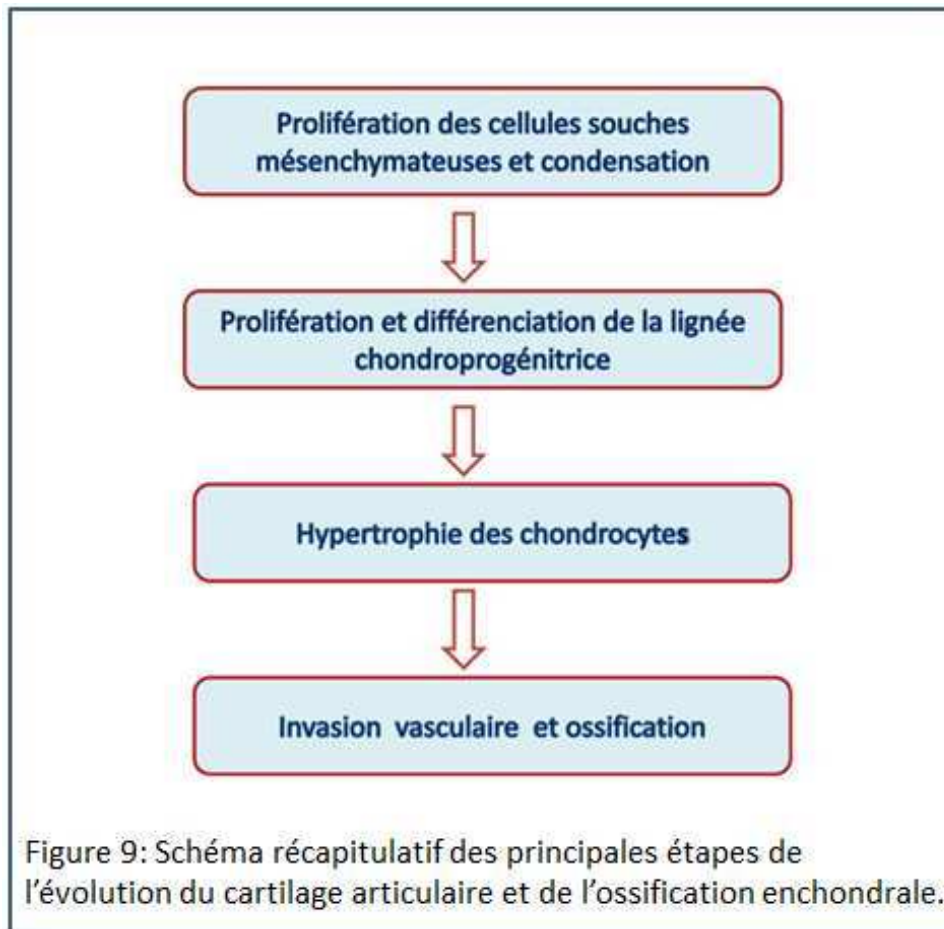 Prolifération des cellules souches
mésenchymateuses et condensation
Prolifération et différenciation de la lignée
chondroprogénitrice
Hypertrophie des chondrocytes
Invasion vasculaire et ossification
Figure 9: Schéma récapitulatif des principales étapes de
l’évolution du cartilage articulaire et de l’ossification enchondrale.